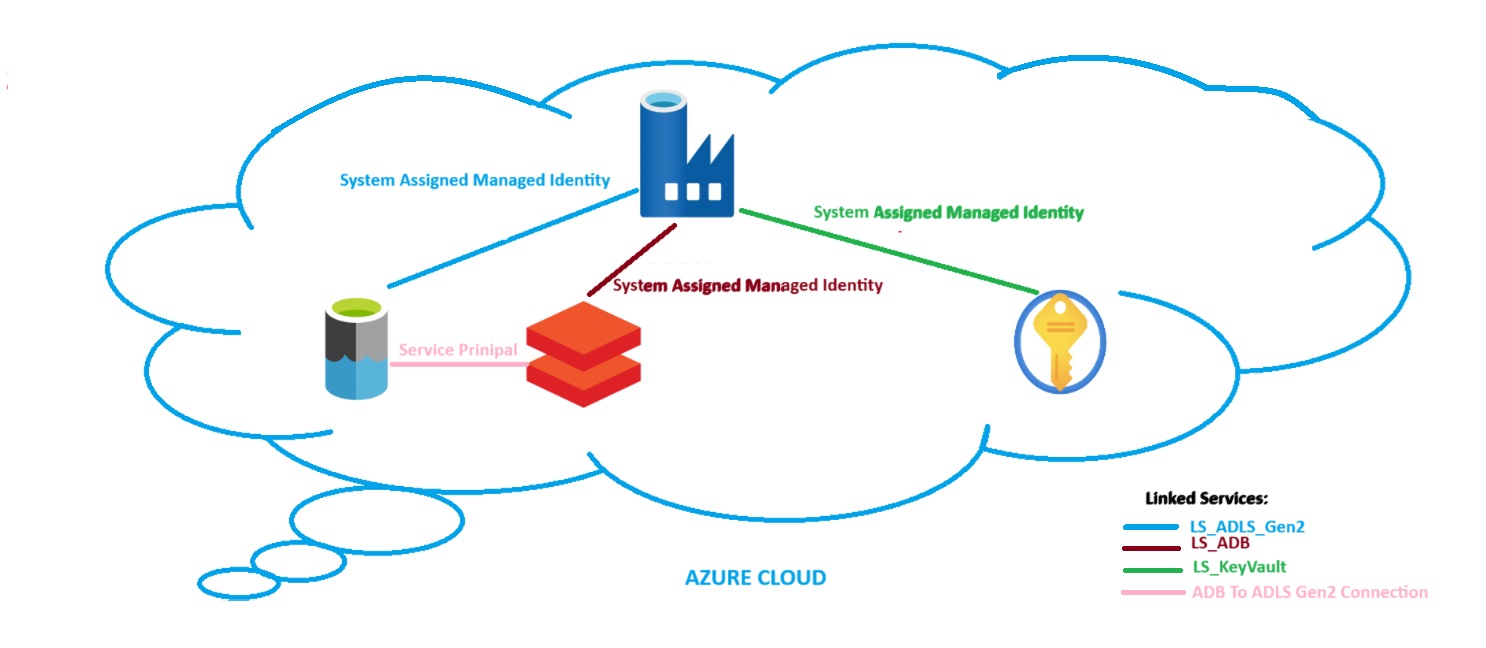 System Assigned Managed Identity
System Assigned Managed Identity
System Assigned Managed Identity
Service Prinipal
Linked Services:
LS_ADLS_Gen2
LS_ADB
LS_KeyVault
ADB To ADLS Gen2 Connection
AZURE CLOUD